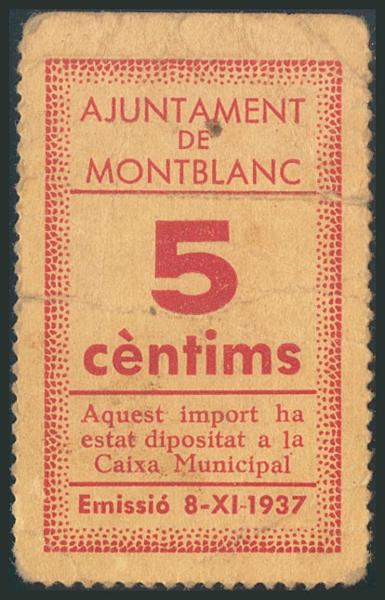 AJUNTAMENT
DE
MONTBLANC
5
cèntims
Aquest import ha
estat dipositat a la
Caixa Municipal
Emissió 8-XI-1937